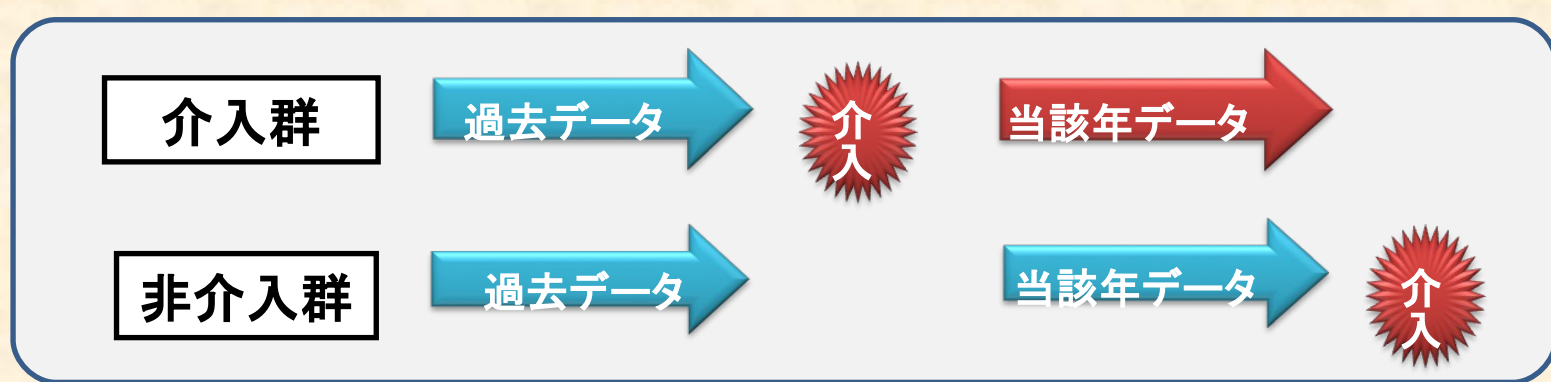 介入群
過去データ
介入
当該年データ
非介入群
過去データ
当該年データ
介入